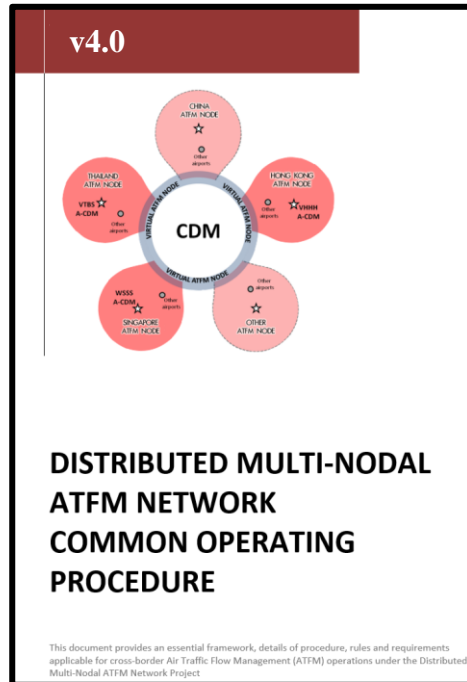 v4.0
CHINA
ATFM NODE
Other
airports
THAILAND
ATFM NODE
VTBS
A-CDM
Other
airports
HONG KONG
ATFM NODE
Other
airports
VHHH
A-CDM
VIRTUAL ATFM NODE
VIRTUAL ATFM NODE
CDM
VIRTUAL ATFM NODE
WSSS
A-CDM
Other
airports
SINGAPORE
ATFM NODE
Other
airports
OTHER
ATFM NODE
DISTRIBUTED MULTI-NODAL
ATFM NETWORK
COMMON OPERATING
PROCEDURE
This document provides an essential framework, details of procedure, rules and requirements
applicable for cross-border Air Traffic Flow Management (ATFM) operations under the Distributed
Multi-Nodal ATFM Network Project